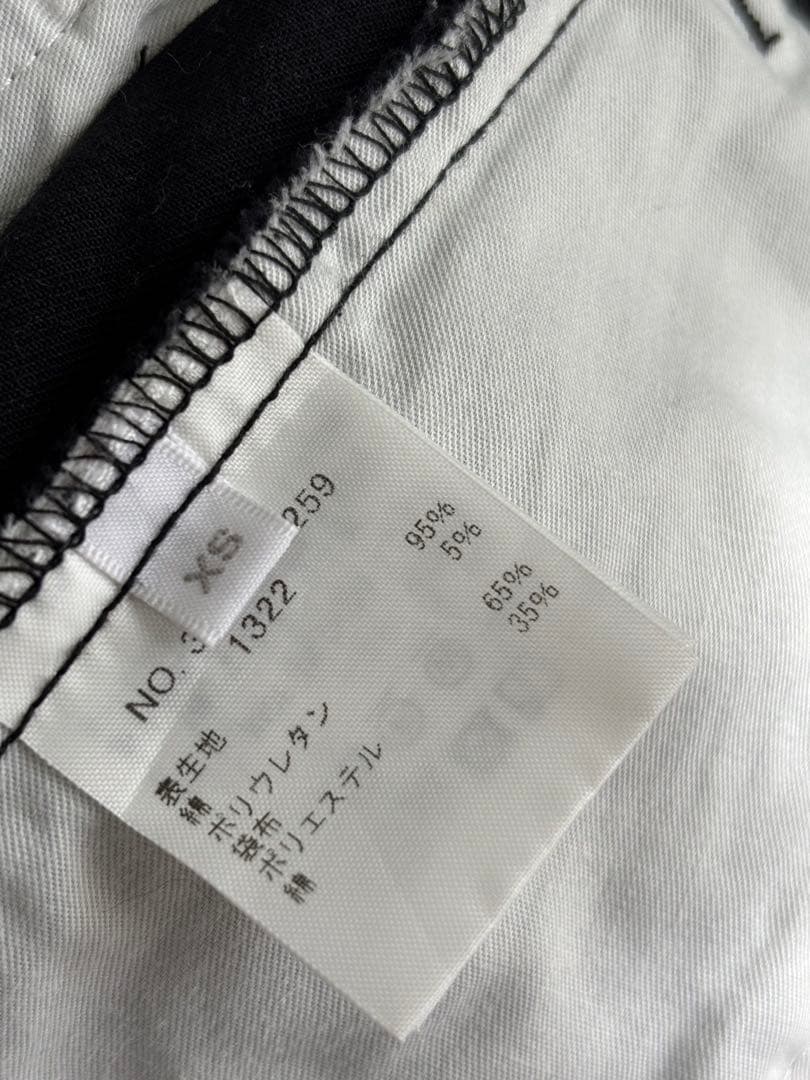 XS
NO. 3 259
1322
表生地
綿 95%
ポリウレタン 5%
袋布
ポリエステル 65%
綿 35%